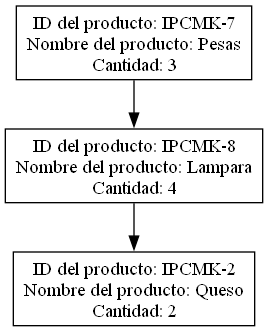 ID del producto: IPCMK-7
Nombre del producto: Pesas
Cantidad: 3
ID del producto: IPCMK-8
Nombre del producto: Lampara
Cantidad: 4
ID del producto: IPCMK-2
Nombre del producto: Queso
Cantidad: 2